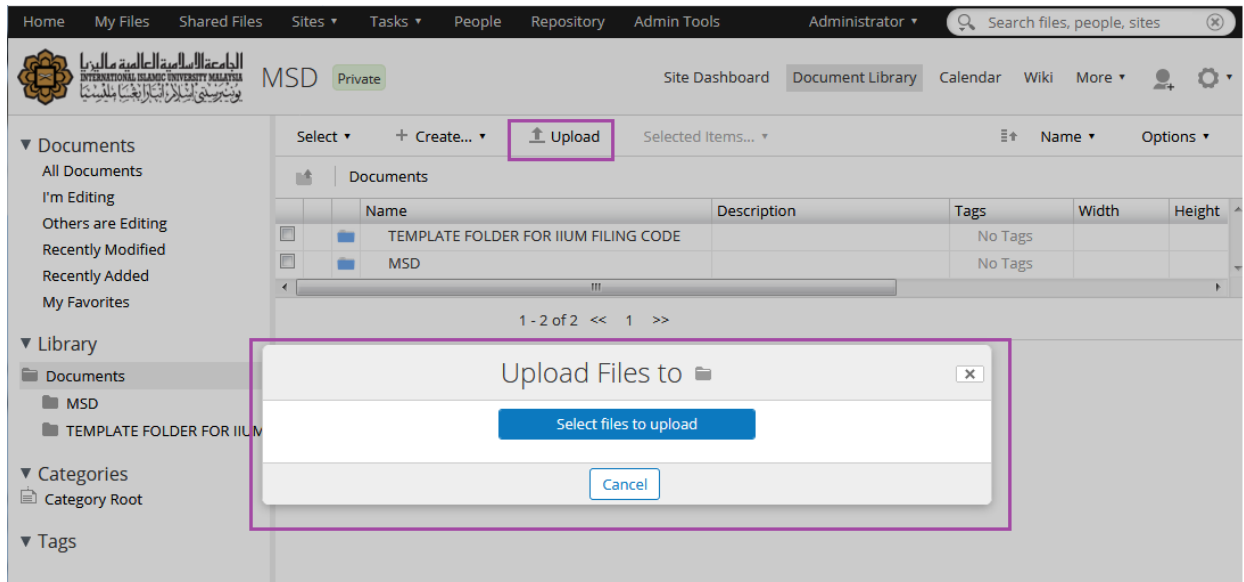 Home My Files Shared Files Sites Tasks People Repository Admin Tools Administrator Search files, people, sites
الجامعة الإسلامية العالمية ماليزيا
INTERNATIONAL ISLAMIC UNIVERSITY MALAYSIA
MSD Private Site Dashboard Document Library Calendar Wiki More
Documents Select + Create... Upload Selected Items... Name Options
All Documents Documents
I'm Editing
Name Description Tags Width Height
Others are Editing TEMPLATE FOLDER FOR IIUM FILING CODE No Tags
Recently Modified
Recently Added MSD No Tags
My Favorites
1 - 2 of 2 << 1 >>
Library
Upload Files to
Documents
MSD
Select files to upload
TEMPLATE FOLDER FOR IIUM
Categories
Cancel
Category Root
Tags